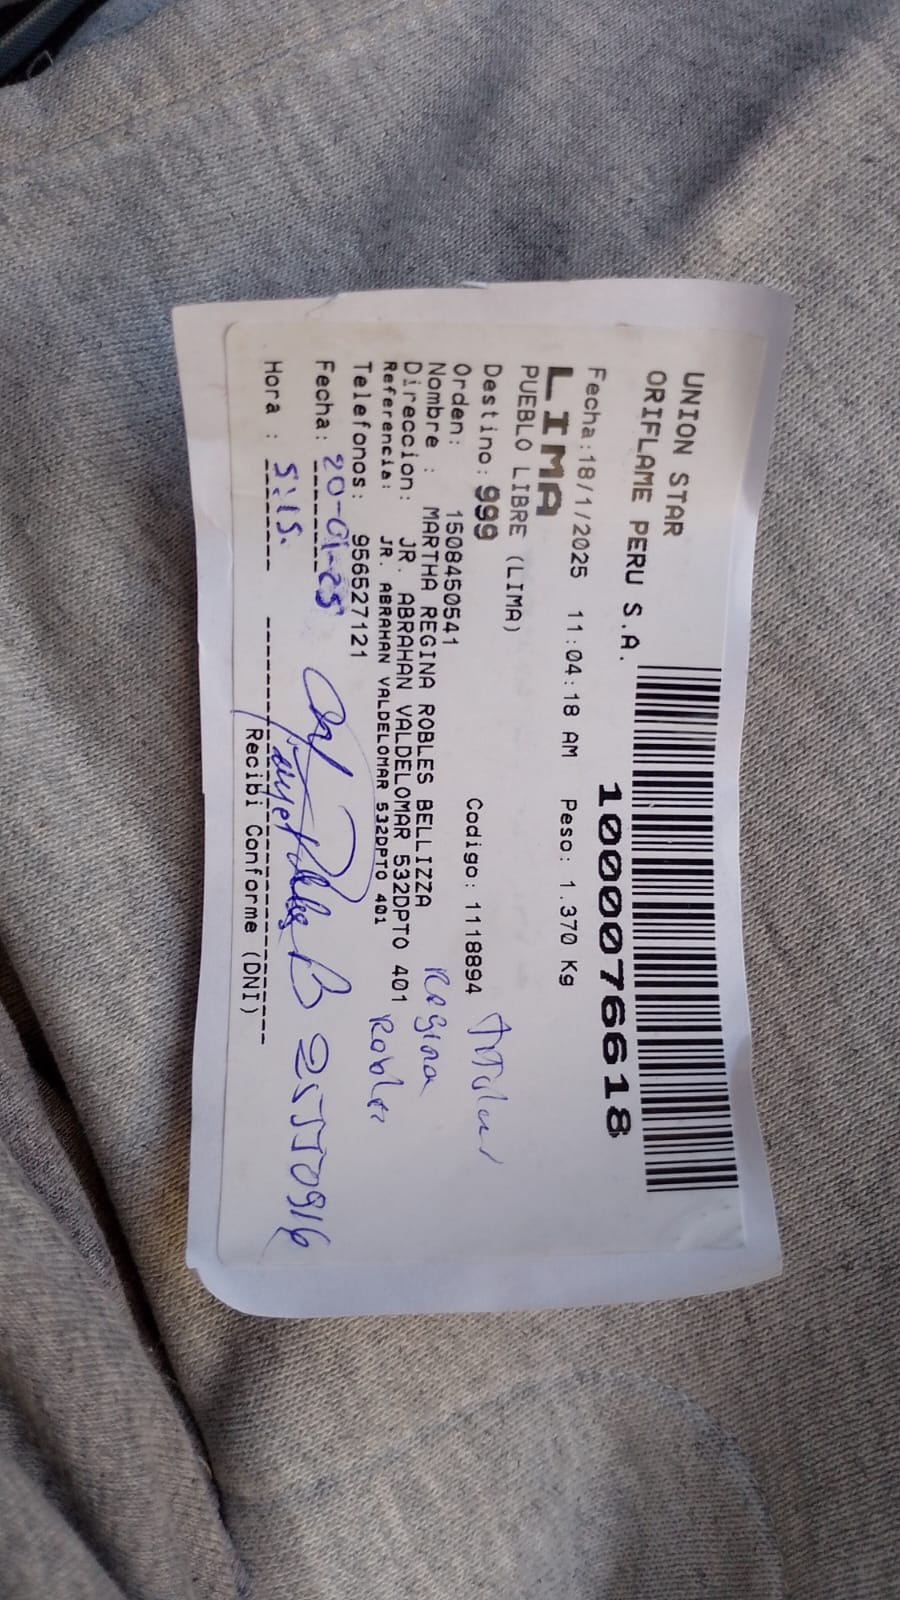 UNION STAR
ORIFLAME PERU S.A.
1000076618
Fecha:18/1/2025 11:04:18 AM Peso: 1.370 Kg
LIMA
PUEBLO LIBRE (LIMA)
Destino: 999
Orden: 1508450541 Codigo: 1118894
Nombre : MARTHA REGINA ROBLES BELLIZZA
Direccion: JR. ABRAHAN VALDELOMAR 532DPTO 401
Referencia: JR. ABRAHAN VALDELOMAR 532DPTO 401
Telefonos: 956527121
Regina
Robles
Fecha: 20-01-25
Hora : 5:15.
Robles B 25550916
Recibi Conforme (DNI)